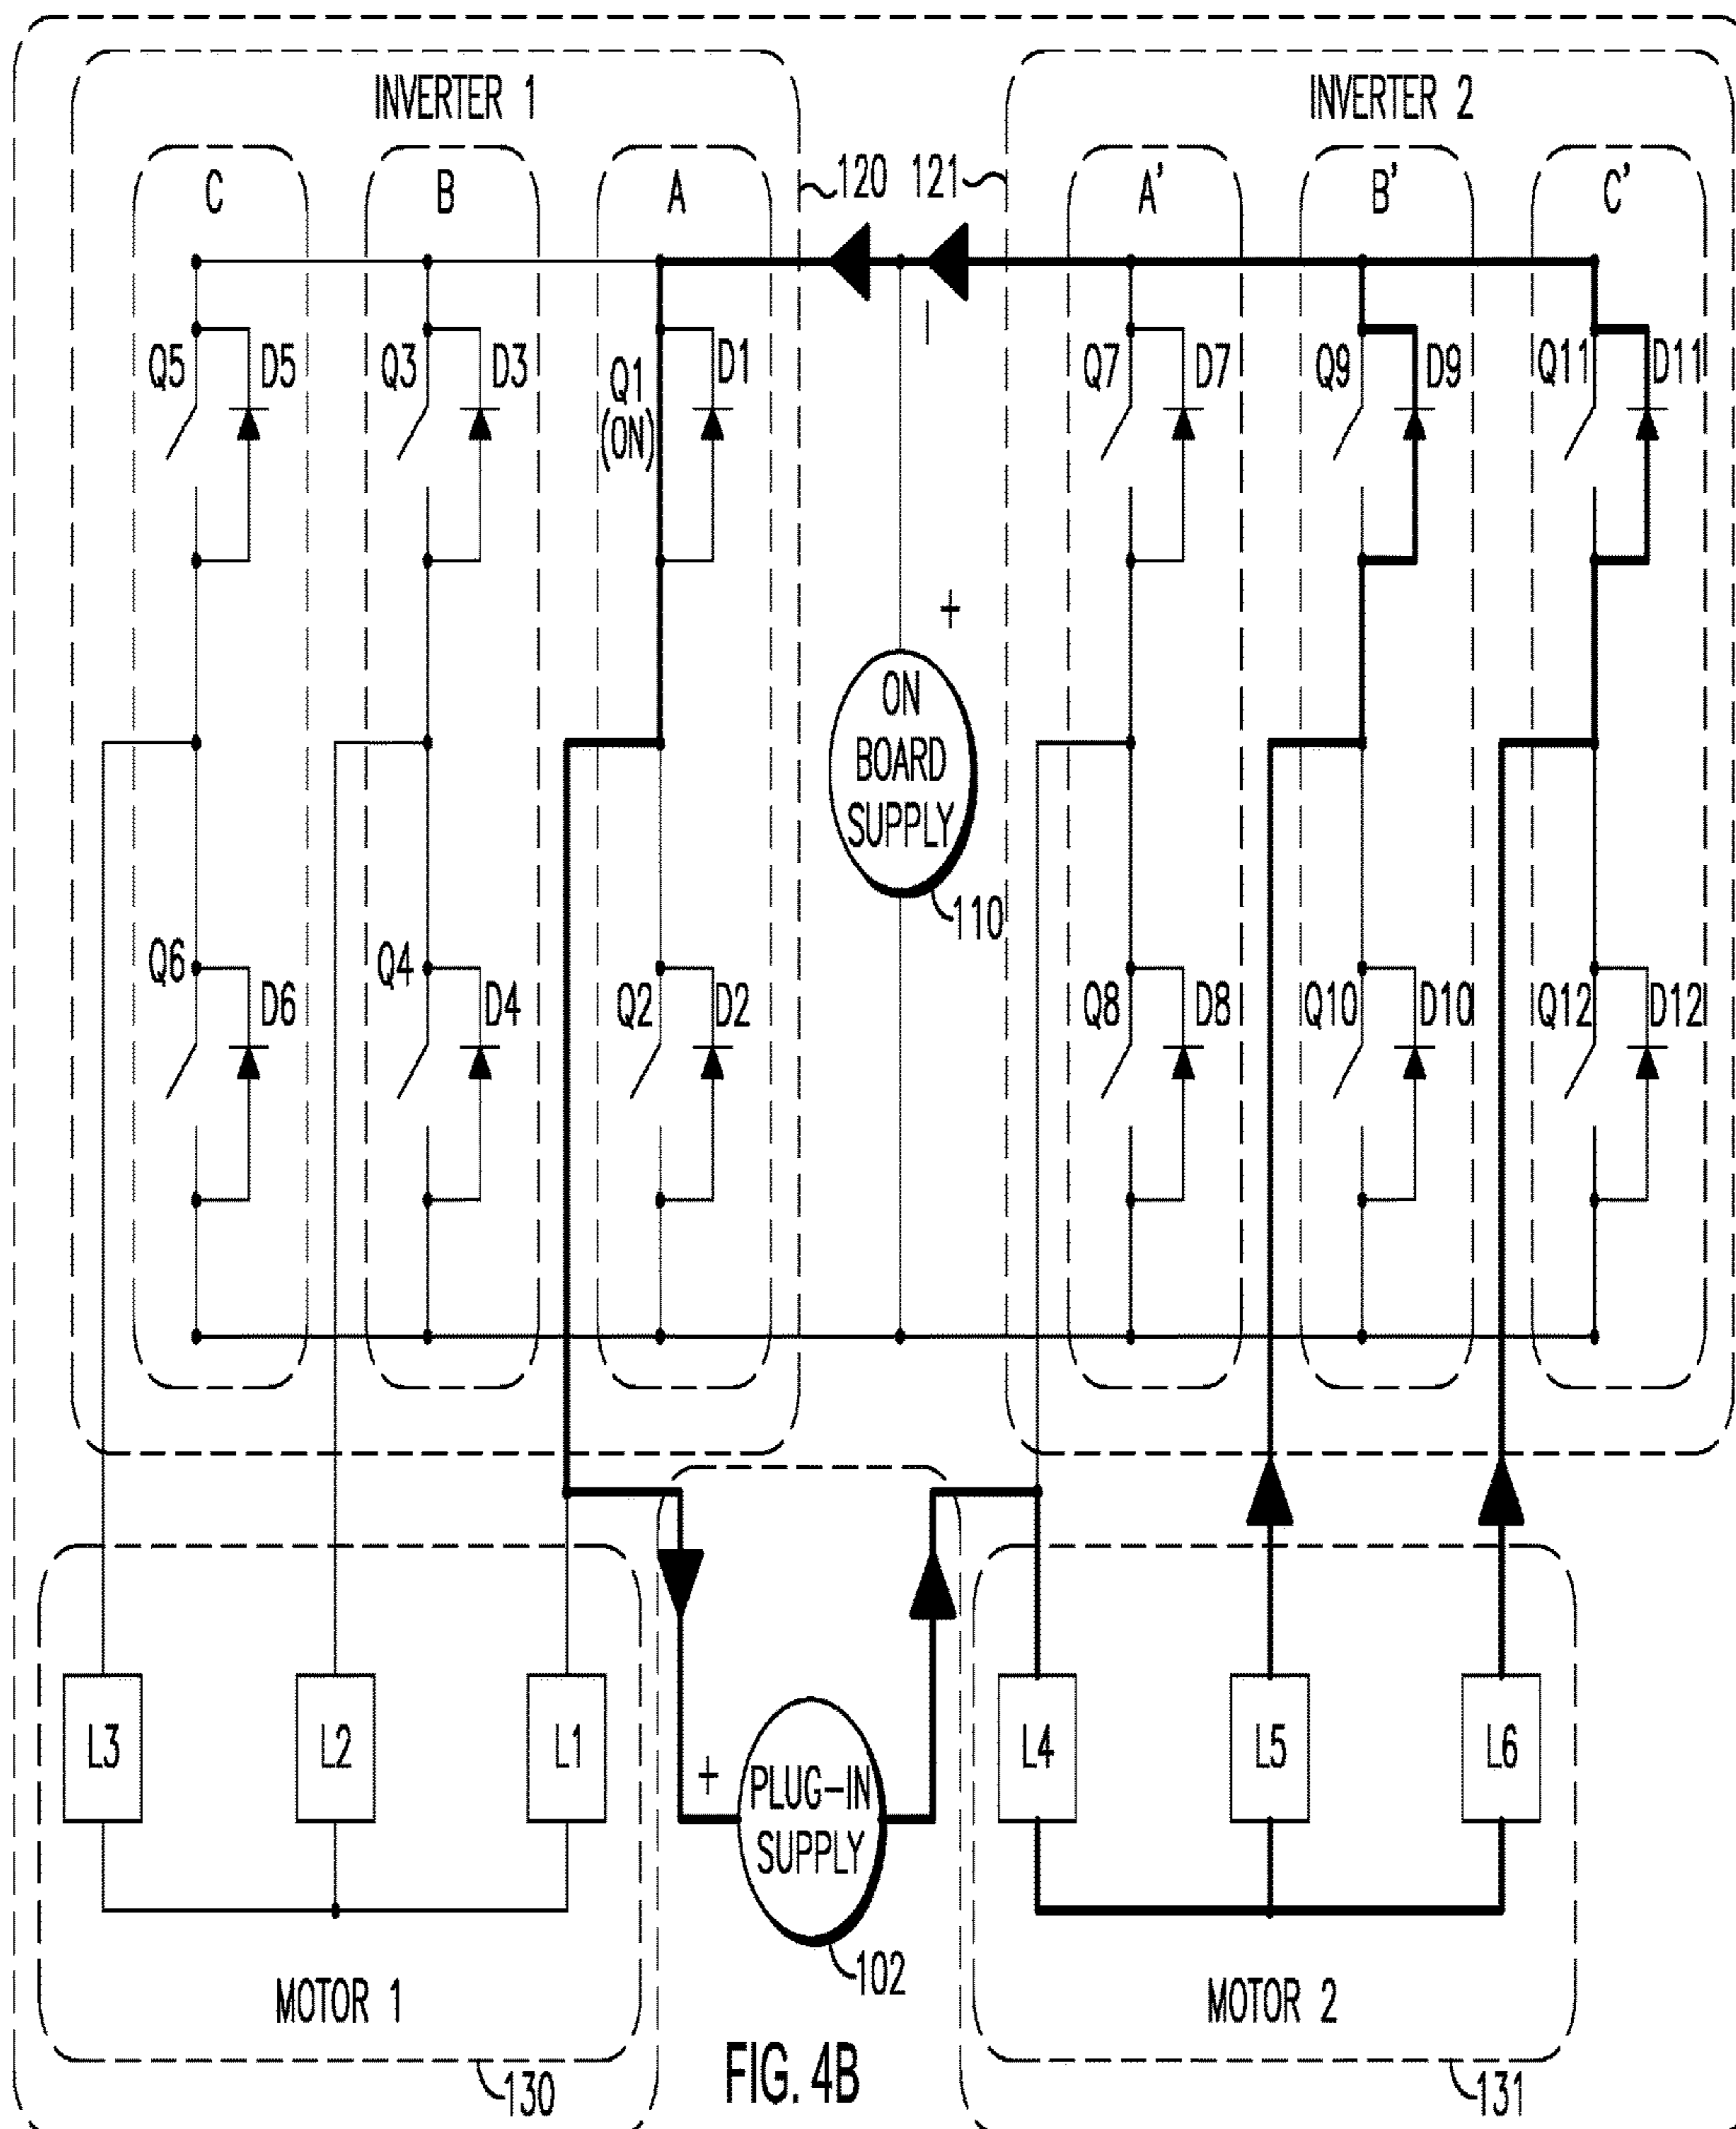 INVERTER 1
INVERTER 2
C
B
A
120
121
A'
B'
C'
Q5
D5
Q3
D3
Q1
(ON)
D1
Q7
D7
Q9
D9
Q11
D11
+
ON
BOARD
SUPPLY
110
Q6
D6
Q4
D4
Q2
D2
Q8
D8
Q10
D10
Q12
D12
L3
L2
L1
+
PLUG-IN
SUPPLY
102
L4
L5
L6
MOTOR 1
MOTOR 2
130
131
FIG. 4B